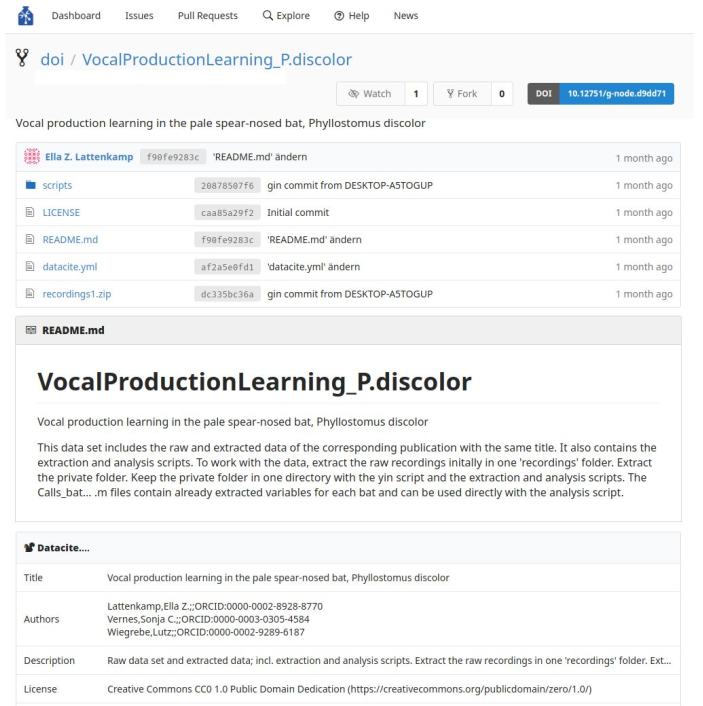 Dashboard Issues Pull Requests Explore Help News
doi / VocalProductionLearning_P.discolor
Watch 1 Fork 0 DOI 10.12751/g-node.d9dd71
Vocal production learning in the pale spear-nosed bat, Phyllostomus discolor
Ella Z. Lattenkamp f90fe9283c 'README.md' ändern 1 month ago
scripts 20878507f6 gin commit from DESKTOP-A5TOGUP 1 month ago
LICENSE caa85a29f2 Initial commit 1 month ago
README.md f90fe9283c 'README.md' ändern 1 month ago
datacite.yml af2a5e0fd1 'datacite.yml' ändern 1 month ago
recordings1.zip dc335bc36a gin commit from DESKTOP-A5TOGUP 1 month ago
README.md
VocalProductionLearning_P.discolor
Vocal production learning in the pale spear-nosed bat, Phyllostomus discolor
This data set includes the raw and extracted data of the corresponding publication with the same title. It also contains the
extraction and analysis scripts. To work with the data, extract the raw recordings initally in one 'recordings' folder. Extract
the private folder. Keep the private folder in one directory with the yin script and the extraction and analysis scripts. The
Calls_bat... .m files contain already extracted variables for each bat and can be used directly with the analysis script.
Datacite....
Title Vocal production learning in the pale spear-nosed bat, Phyllostomus discolor
Lattenkamp,Ella Z.;;ORCID:0000-0002-8928-8770
Authors Vernes,Sonja C.;;ORCID:0000-0003-0305-4584
Wiegrebe,Lutz;;ORCID:0000-0002-9289-6187
Description Raw data set and extracted data; incl. extraction and analysis scripts. Extract the raw recordings in one 'recordings' folder. Ext...
License Creative Commons CC0 1.0 Public Domain Dedication (https://creativecommons.org/publicdomain/zero/1.0/)